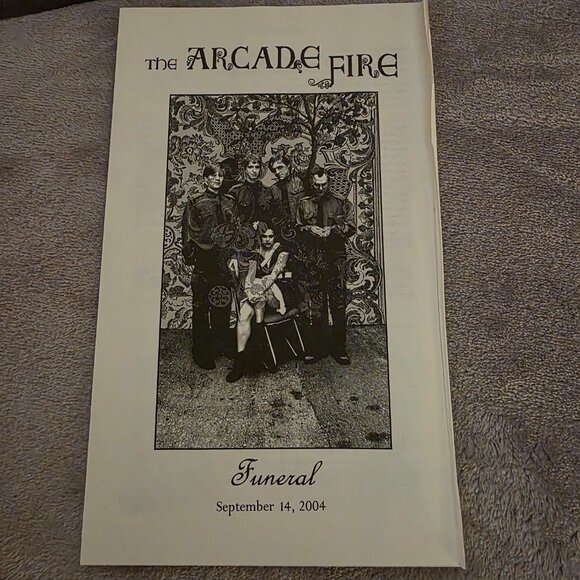 THE ARCADE FIRE
Funeral
September 14, 2004